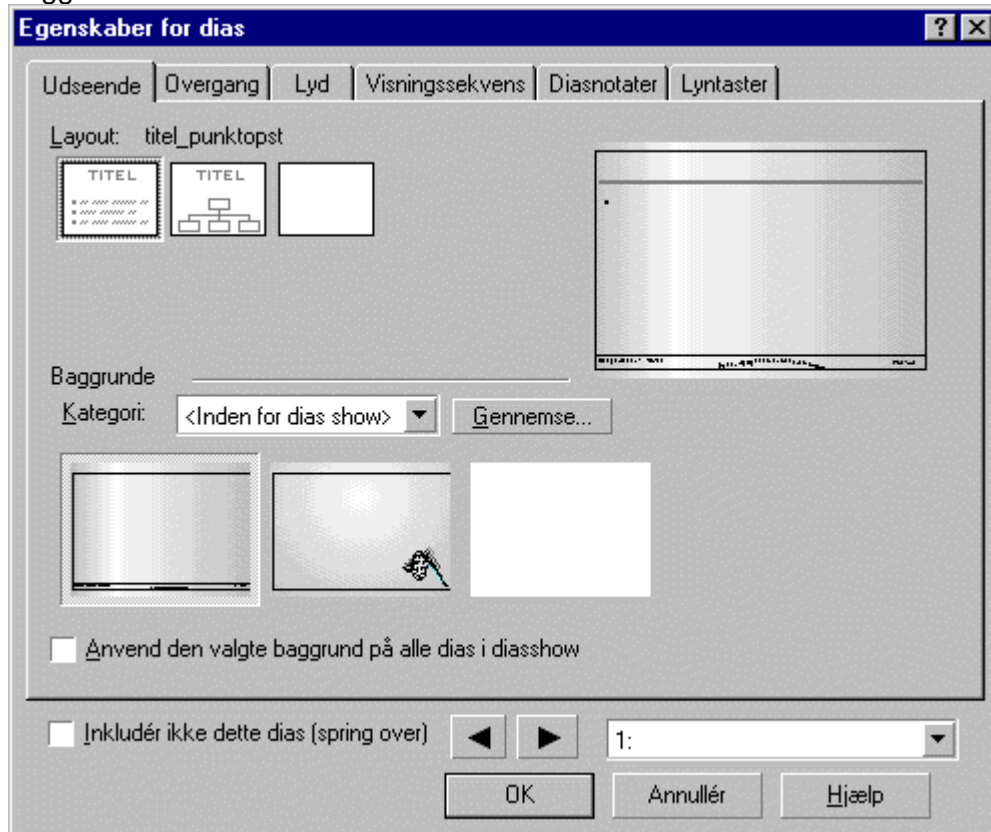 Egenskaber for dias
Udseende Overgang Lyd Visningssekvens Diasnotater Lyntaster
Layout: titel_punktopst
TITEL TITEL
Baggrunde
Kategori: <Inden for dias show> Gennemse...
Anvend den valgte baggrund på alle dias i diasshow
Inkludér ikke dette dias (spring over) 1:
OK Annullér Hjælp